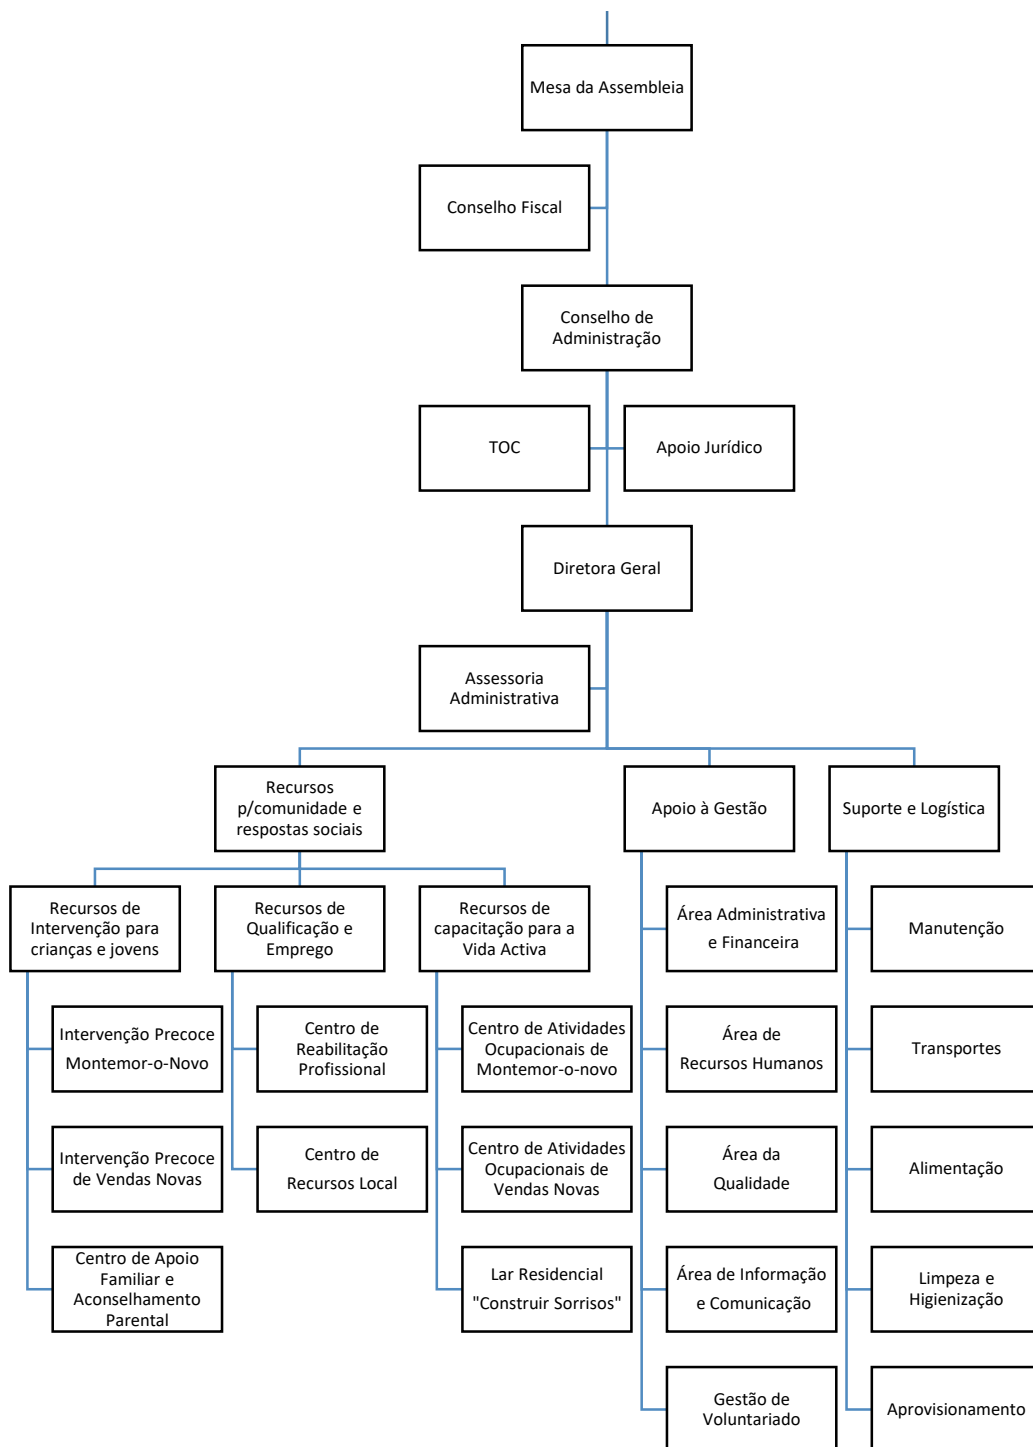 Mesa da Assembleia
Conselho Fiscal
Conselho de
Administração
TOC
Apoio Jurídico
Diretora Geral
Assessoria
Administrativa
Recursos
p/comunidade e
respostas sociais
Apoio à Gestão
Suporte e Logística
Recursos de
Intervenção para
crianças e jovens
Recursos de
Qualificação e
Emprego
Recursos de
capacitação para a
Vida Activa
Área Administrativa
e Financeira
Manutenção
Intervenção Precoce
Montemor-o-Novo
Centro de
Reabilitação
Profissional
Centro de Atividades
Ocupacionais de
Montemor-o-novo
Área de
Recursos Humanos
Transportes
Intervenção Precoce
de Vendas Novas
Centro de
Recursos Local
Centro de Atividades
Ocupacionais de
Vendas Novas
Área da
Qualidade
Alimentação
Centro de Apoio
Familiar e
Aconselhamento
Parental
Lar Residencial
"Construir Sorrisos"
Área de Informação
e Comunicação
Limpeza e
Higienização
Gestão de
Voluntariado
Aprovisionamento